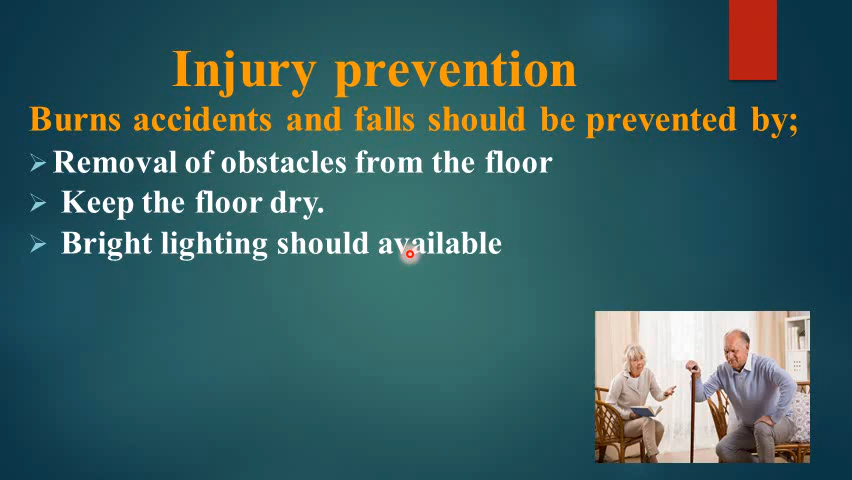 Injury prevention
Burns accidents and falls should be prevented by;
Removal of obstacles from the floor
Keep the floor dry.
Bright lighting should available